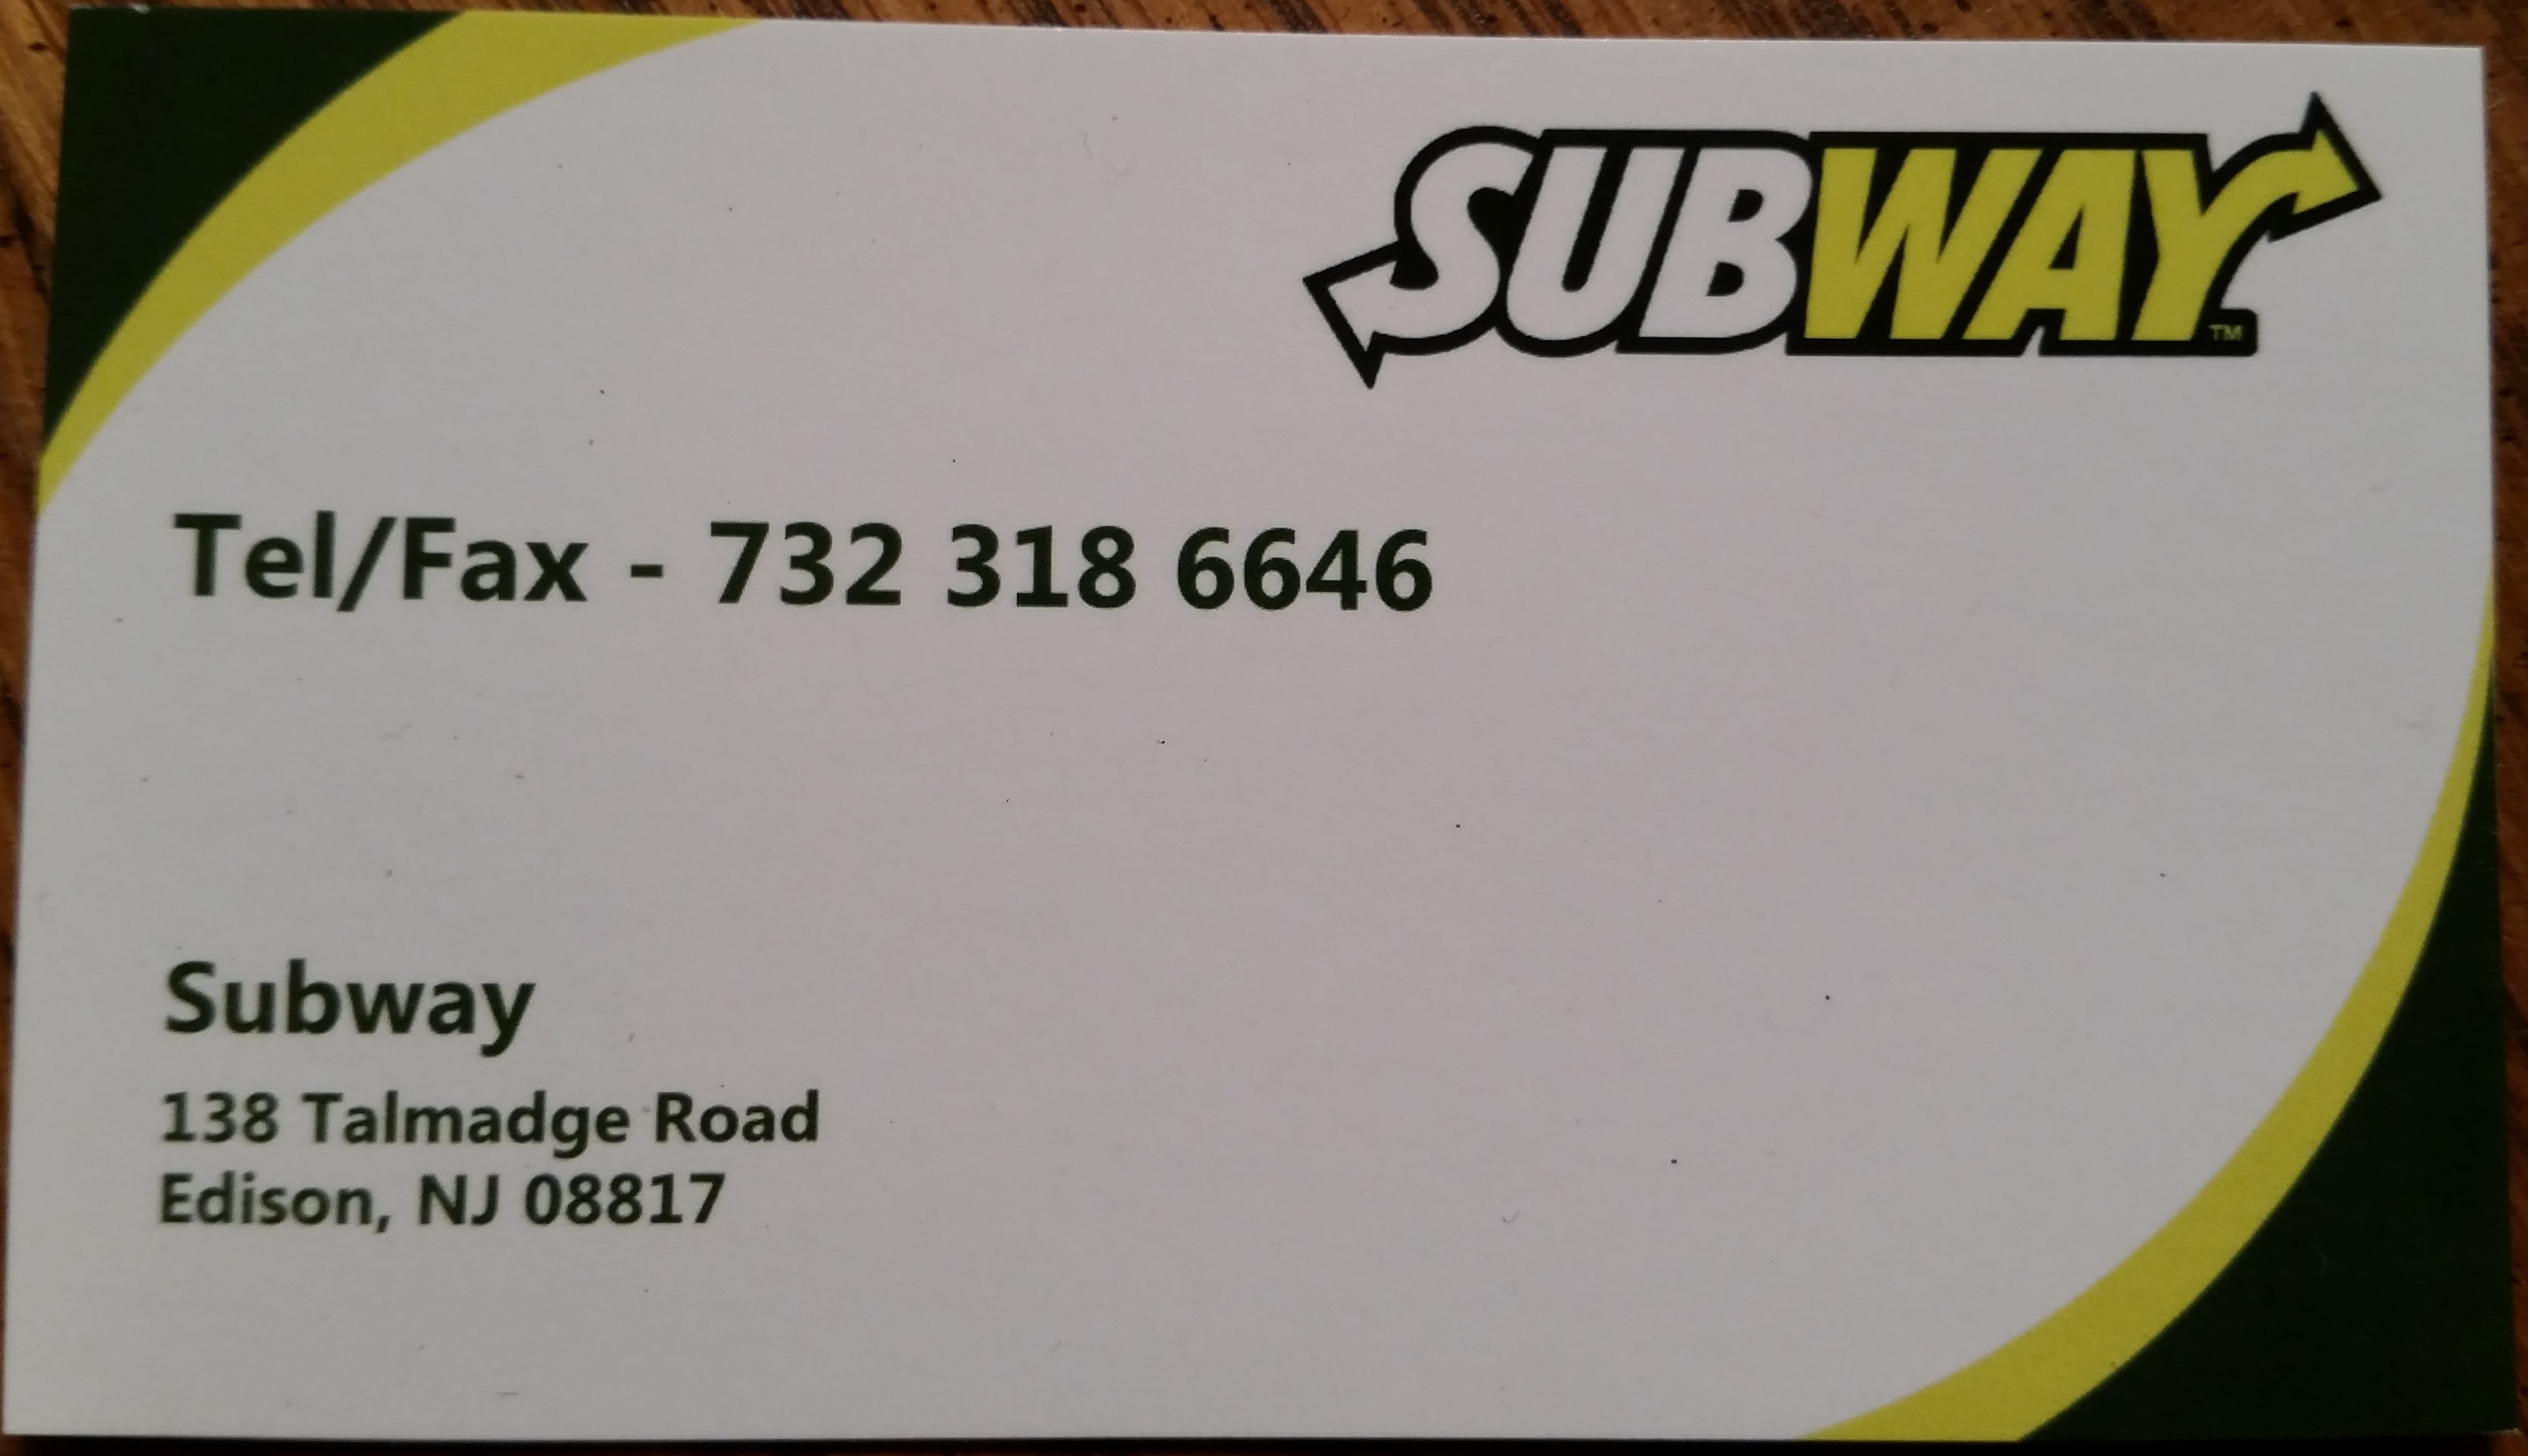 SUBWAY™
Tel/Fax - 732 318 6646
Subway
138 Talmadge Road
Edison, NJ 08817